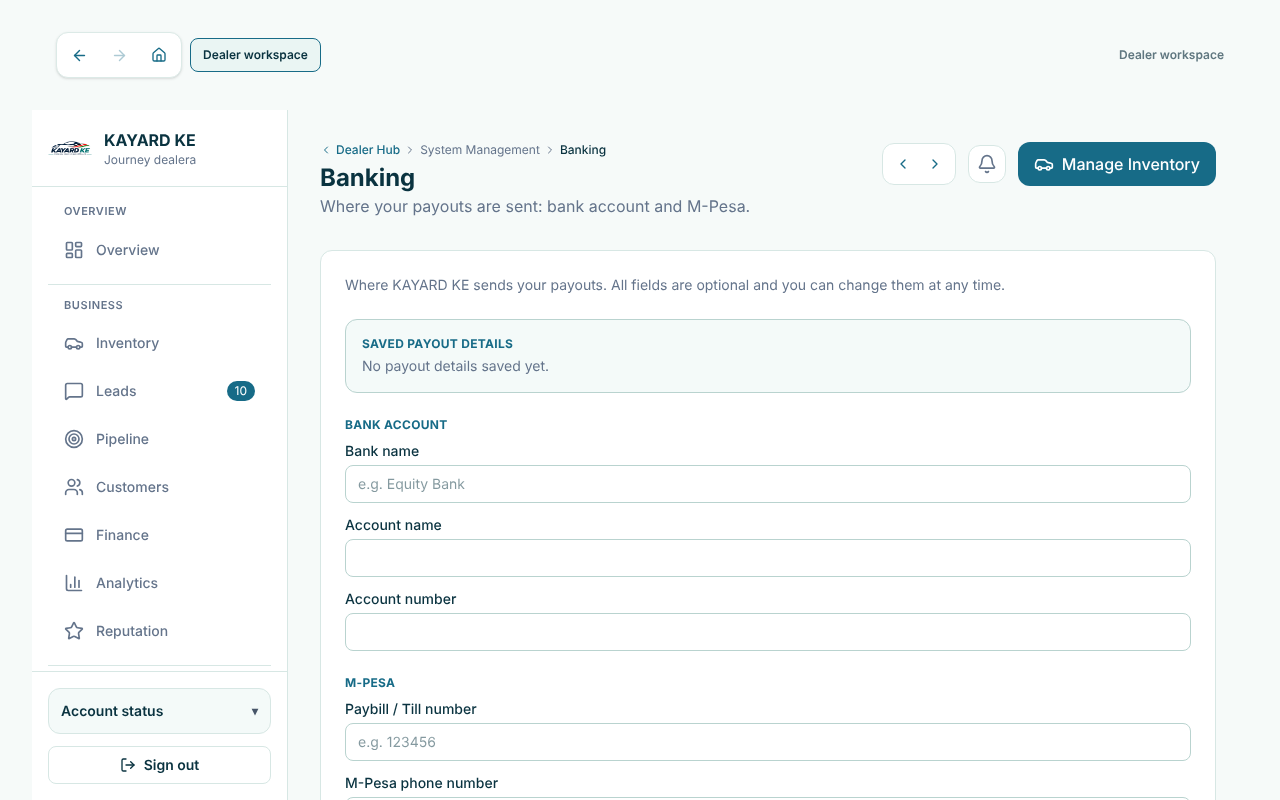 Dealer workspace
Dealer workspace
KAYARD KE
KAYARD KE
Journey dealera
OVERVIEW
Overview
BUSINESS
Inventory
Leads
10
Pipeline
Customers
Finance
Analytics
Reputation
Account status
Sign out
Dealer Hub
System Management
Banking
Banking
Where your payouts are sent: bank account and M-Pesa.
Manage Inventory
Where KAYARD KE sends your payouts. All fields are optional and you can change them at any time.
SAVED PAYOUT DETAILS
No payout details saved yet.
BANK ACCOUNT
Bank name
e.g. Equity Bank
Account name
Account number
M-PESA
Paybill / Till number
e.g. 123456
M-Pesa phone number